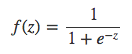 f(z) = 1 / (1 + e^{-z})